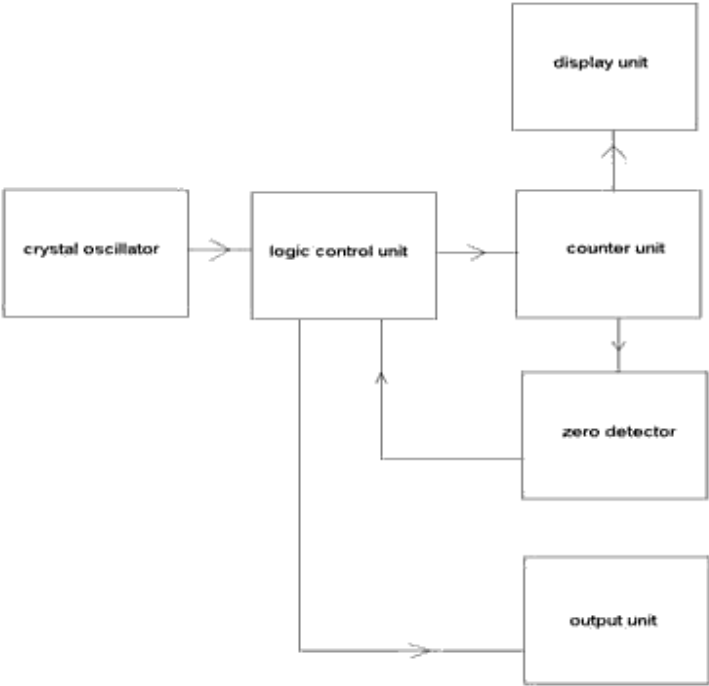 display unit
crystal oscillator
logic control unit
counter unit
zero detector
output unit